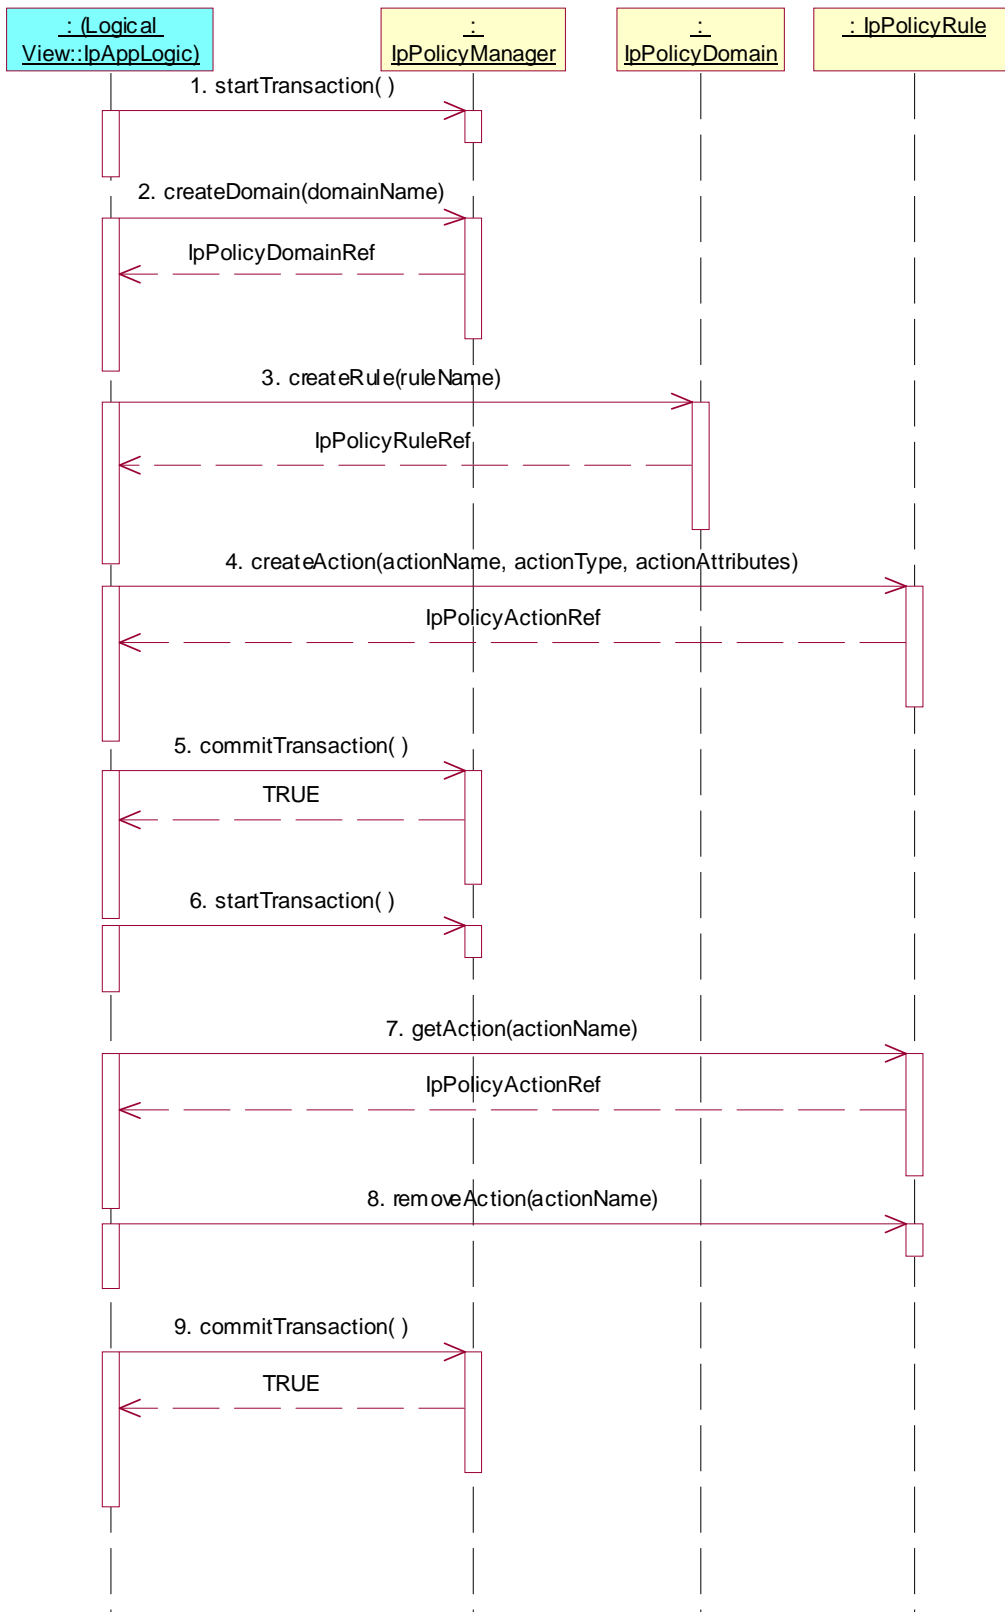 : (Logical
View::IpAppLogic)
:
IpPolicyManager
:
IpPolicyDomain
: IpPolicyRule
1. startTransaction( )
2. createDomain(domainName)
IpPolicyDomainRef
3. createRule(ruleName)
IpPolicyRuleRef
4. createAction(actionName, actionType, actionAttributes)
IpPolicyActionRef
5. commitTransaction( )
TRUE
6. startTransaction( )
7. getAction(actionName)
IpPolicyActionRef
8. removeAction(actionName)
9. commitTransaction( )
TRUE